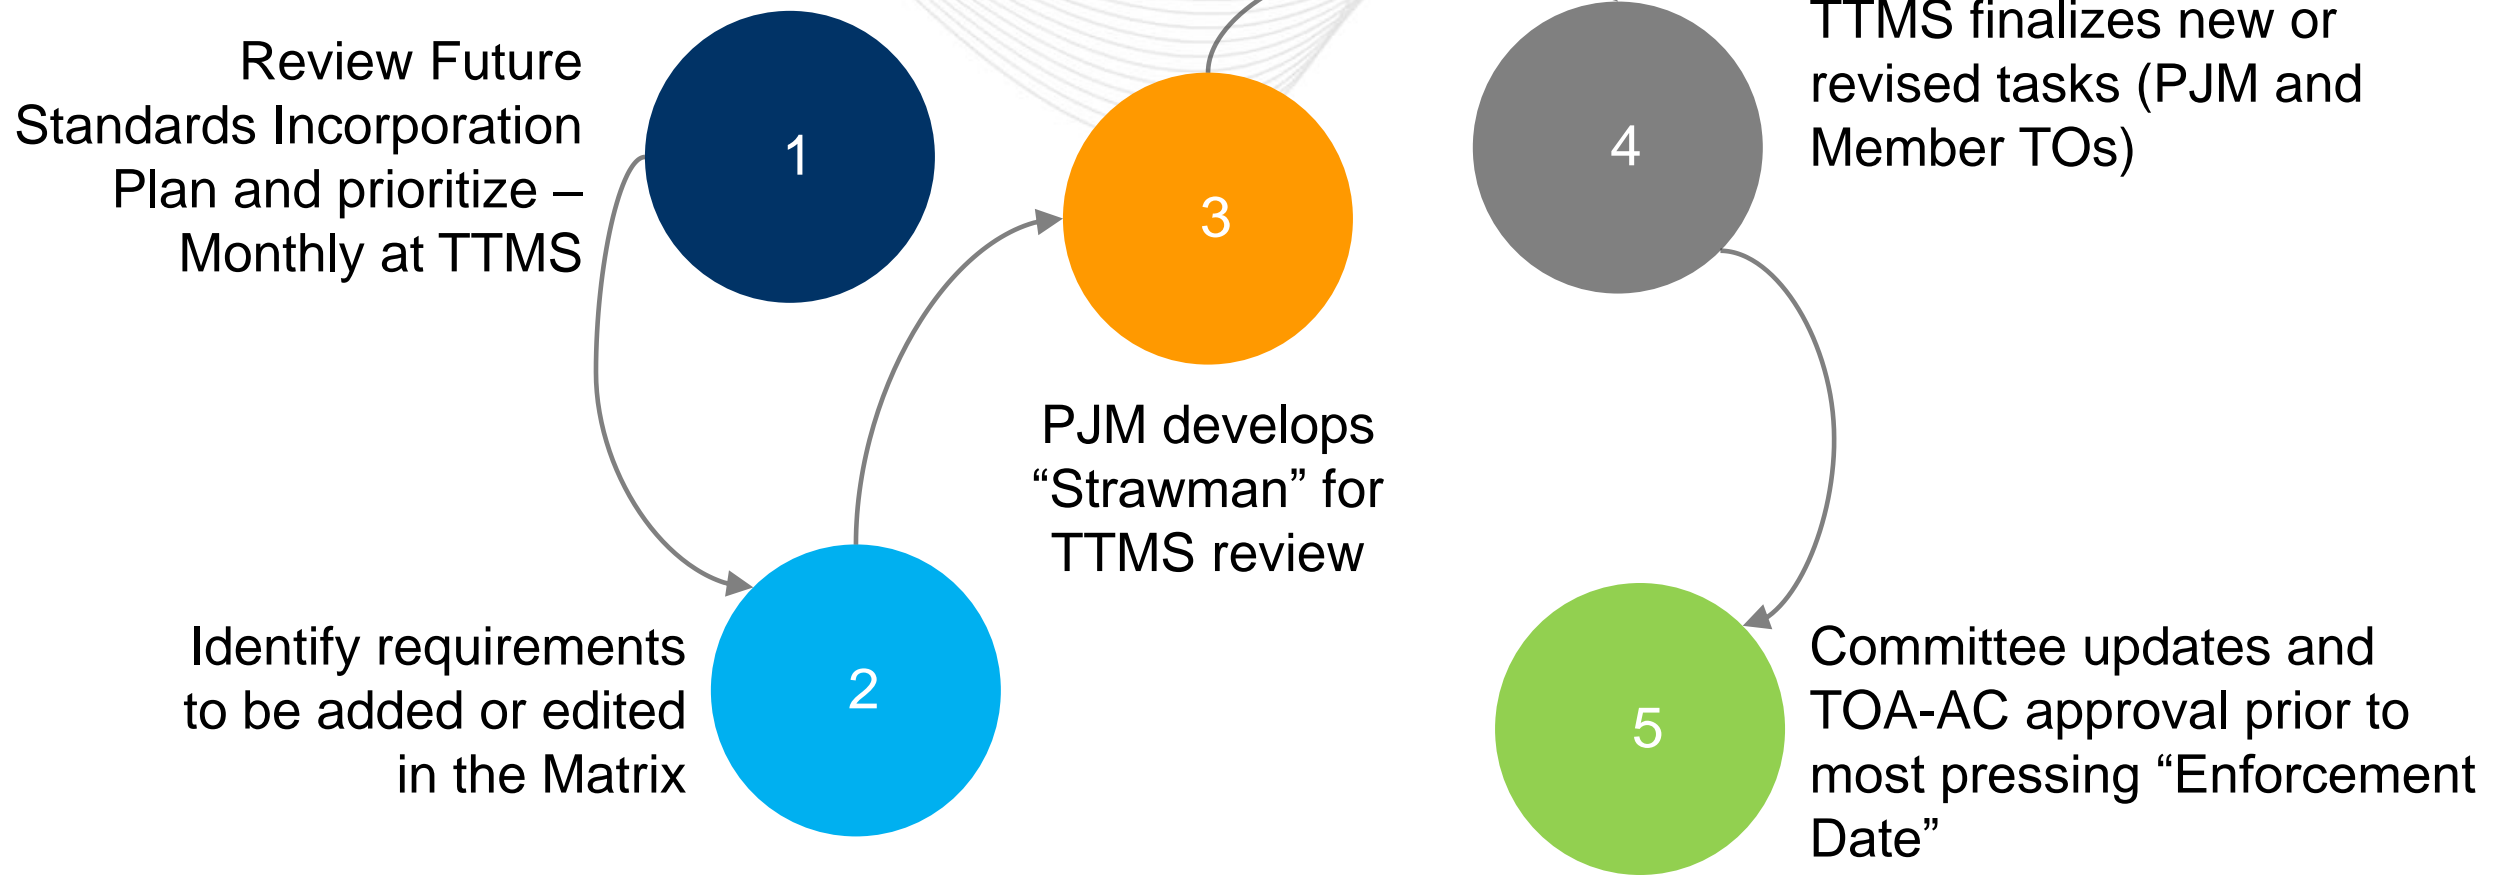 Review Future
Standards Incorporation
Plan and prioritize –
Monthly at TTMS
1
Identify requirements
to be added or edited
in the Matrix
2
3
PJM develops
“Strawman” for
TTMS review
4
TTMS finalizes new or
revised tasks (PJM and
Member TOs)
5
Committee updates and
TOA-AC approval prior to
most pressing “Enforcement
Date”